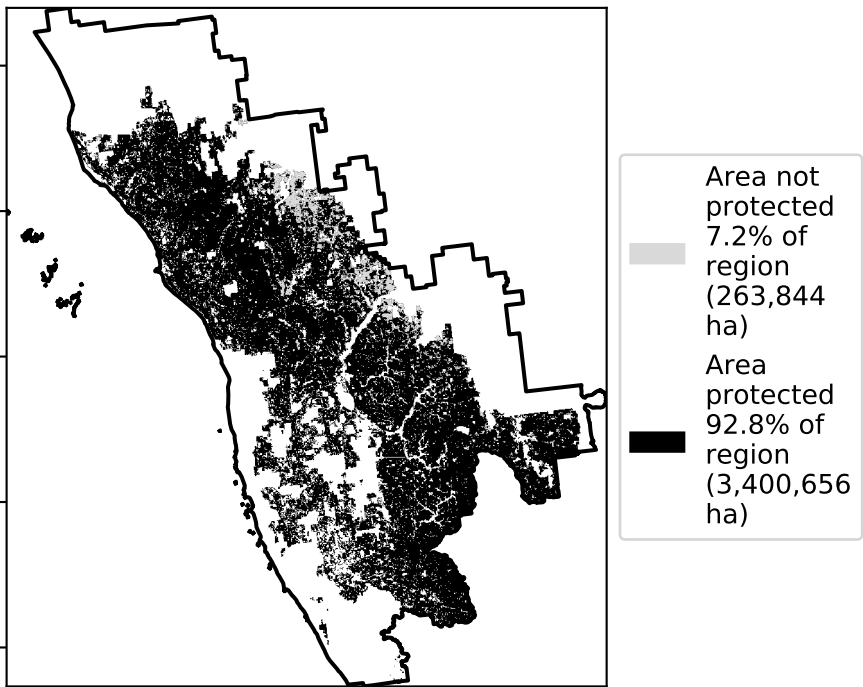 Area not
protected
7.2% of
region
(263,844
ha)
Area
protected
92.8% of
region
(3,400,656
ha)